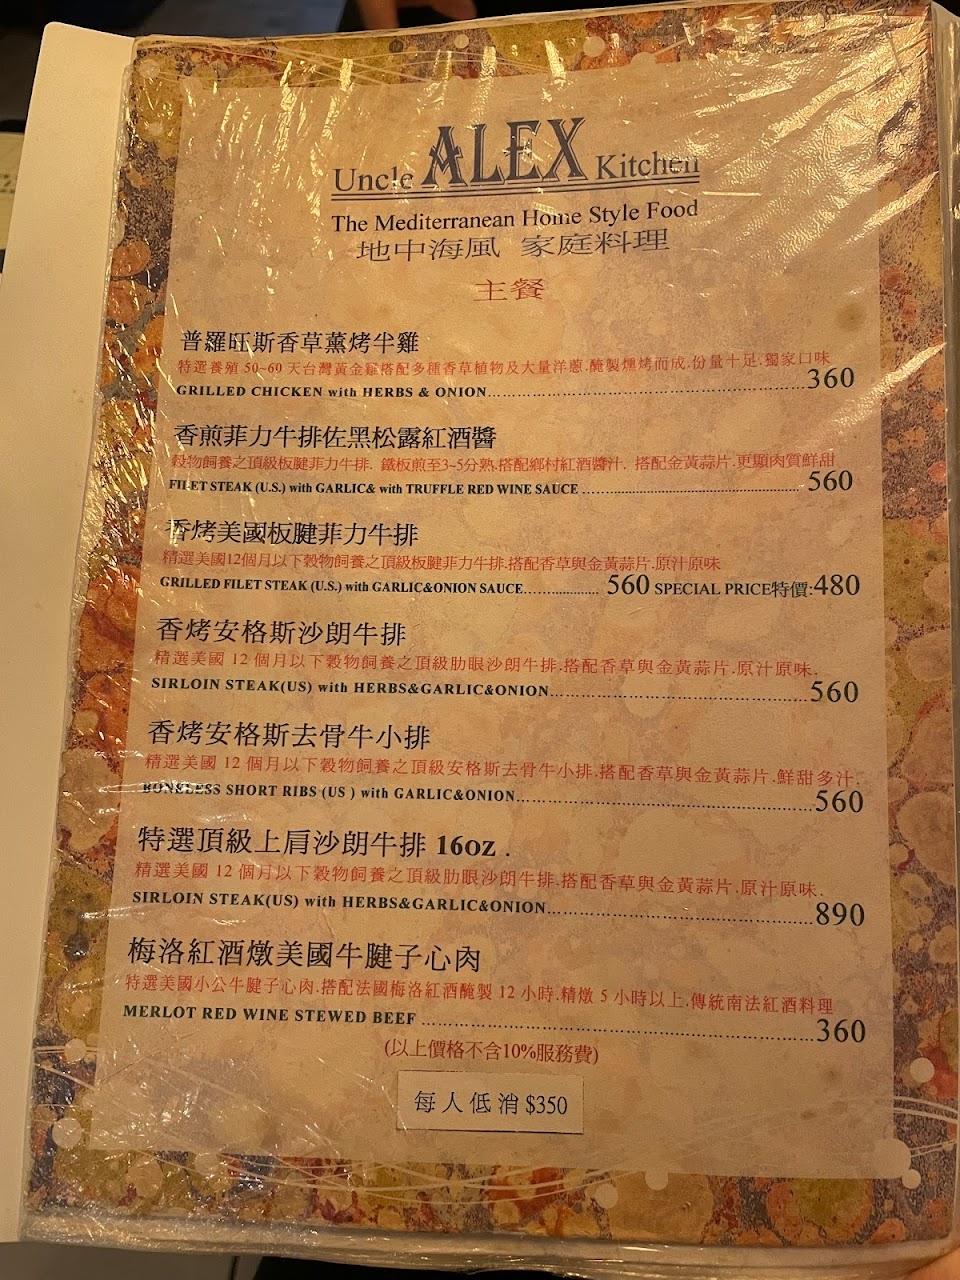 Uncle ALEX Kitchen
The Mediterranean Home Style Food
地中海風 家庭料理
主餐
普羅旺斯香草薰烤半雞
特選養殖 50~60 天台灣黃金雞搭配多種香草植物及大量洋蔥.醃製燻烤而成.份量十足.獨家口味
GRILLED CHICKEN with HERBS & ONION 360
香煎菲力牛排佐黑松露紅酒醬
穀物飼養之頂級板腱菲力牛排. 鐵板煎至3~5分熟.搭配鄉村紅酒醬汁. 搭配金黃蒜片.更顯肉質鮮甜
FILET STEAK (U.S.) with GARLIC& with TRUFFLE RED WINE SAUCE 560
香烤美國板腱菲力牛排
精選美國12個月以下穀物飼養之頂級板腱菲力牛排.搭配香草與金黃蒜片.原汁原味
GRILLED FILET STEAK (U.S.) with GARLIC&ONION SAUCE 560 SPECIAL PRICE特價:480
香烤安格斯沙朗牛排
精選美國 12 個月以下穀物飼養之頂級肋眼沙朗牛排.搭配香草與金黃蒜片.原汁原味.
SIRLOIN STEAK(US) with HERBS&GARLIC&ONION 560
香烤安格斯去骨牛小排
精選美國 12 個月以下穀物飼養之頂級安格斯去骨牛小排.搭配香草與金黃蒜片.鮮甜多汁.
BONELESS SHORT RIBS (US ) with GARLIC&ONION 560
特選頂級上肩沙朗牛排 16oz .
精選美國 12 個月以下穀物飼養之頂級肋眼沙朗牛排.搭配香草與金黃蒜片.原汁原味.
SIRLOIN STEAK(US) with HERBS&GARLIC&ONION 890
梅洛紅酒燉美國牛腱子心肉
特選美國小公牛腱子心肉.搭配法國梅洛紅酒醃製 12 小時.精燉 5 小時以上.傳統南法紅酒料理
MERLOT RED WINE STEWED BEEF 360
(以上價格不含10%服務費)
每人低消 $350